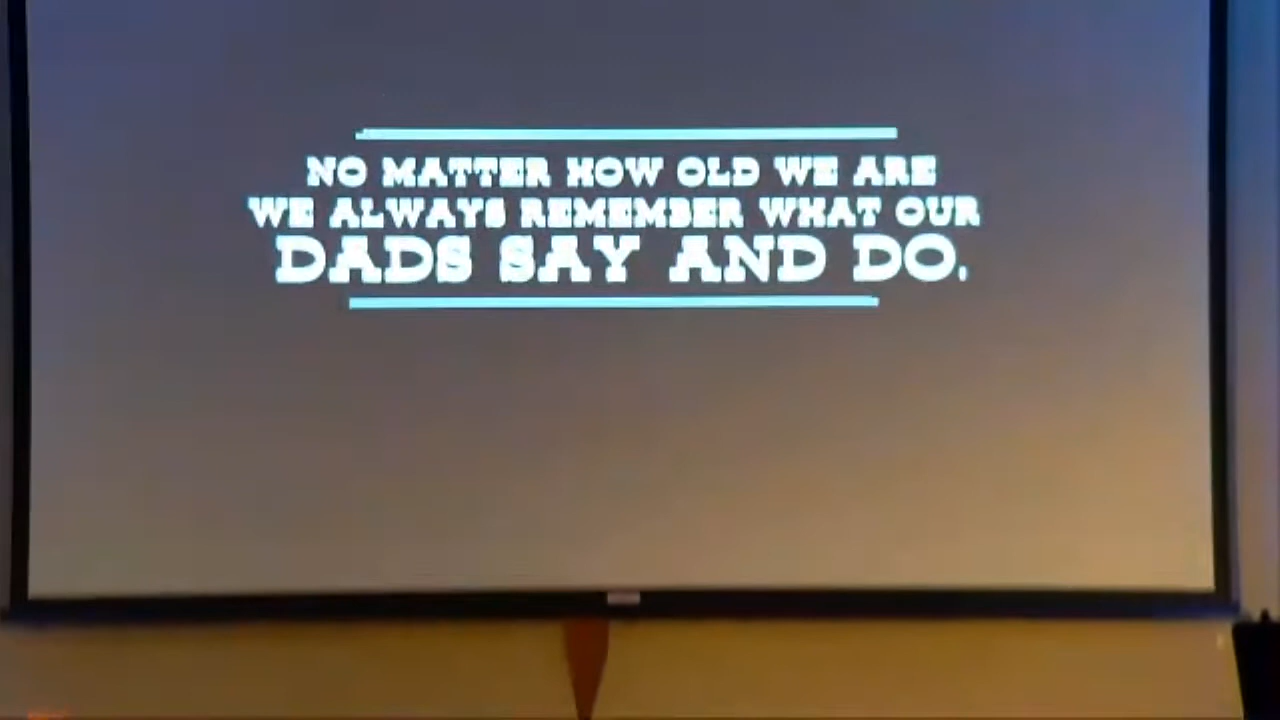 NO MATTER HOW OLD WE ARE
WE ALWAYS REMEMBER WHAT OUR
DADS SAY AND DO.